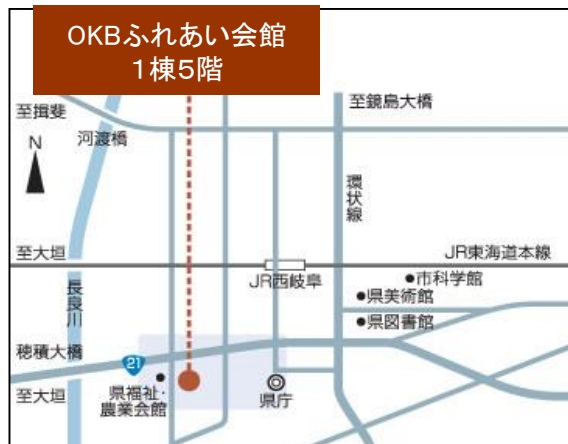 OKBふれあい会館
1棟5階
至揖斐
至鏡島大橋
河渡橋
N
環状線
至大垣
JR東海道本線
JR西岐阜
市科学館
長良川
県美術館
県図書館
穂積大橋
21
至大垣
県福祉・
農業会館
県庁